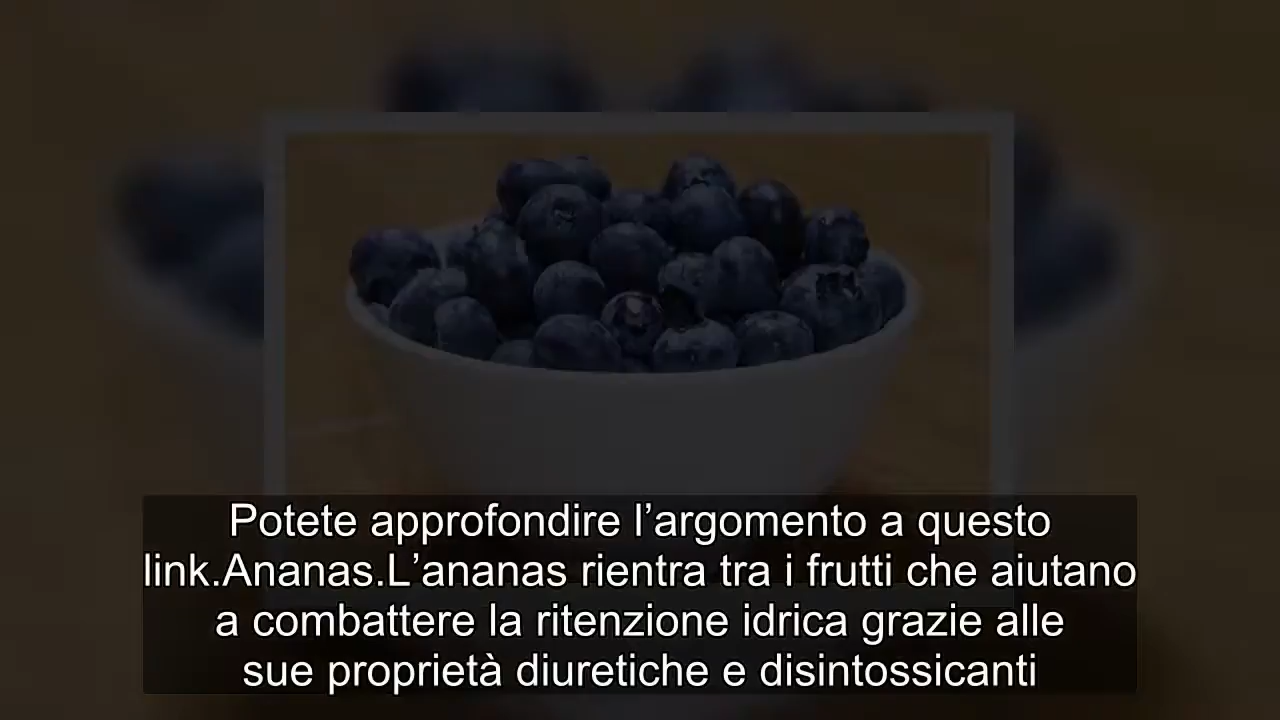 Potete approfondire l’argomento a questo
link.Ananas.L’ananas rientra tra i frutti che aiutano
a combattere la ritenzione idrica grazie alle
sue proprietà diuretiche e disintossicanti